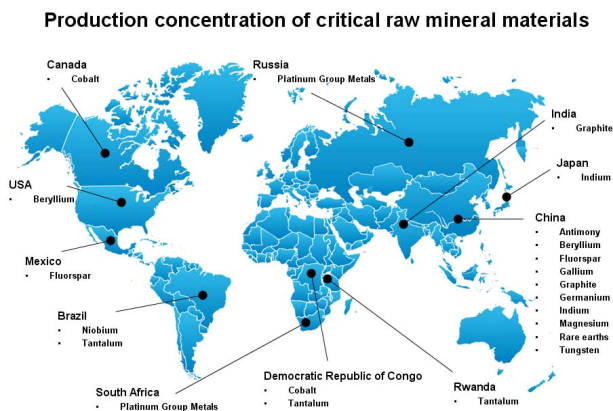 Production concentration of critical raw mineral materials
Canada
▪ Cobalt
Russia
▪ Platinum Group Metals
India
▪ Graphite
Japan
▪ Indium
USA
▪ Beryllium
China
▪ Antimony
▪ Beryllium
▪ Fluorspar
▪ Gallium
▪ Graphite
▪ Germanium
▪ Indium
▪ Magnesium
▪ Rare earths
▪ Tungsten
Mexico
▪ Fluorspar
Brazil
▪ Niobium
▪ Tantalum
Democratic Republic of Congo
▪ Cobalt
▪ Tantalum
Rwanda
▪ Tantalum
South Africa
▪ Platinum Group Metals